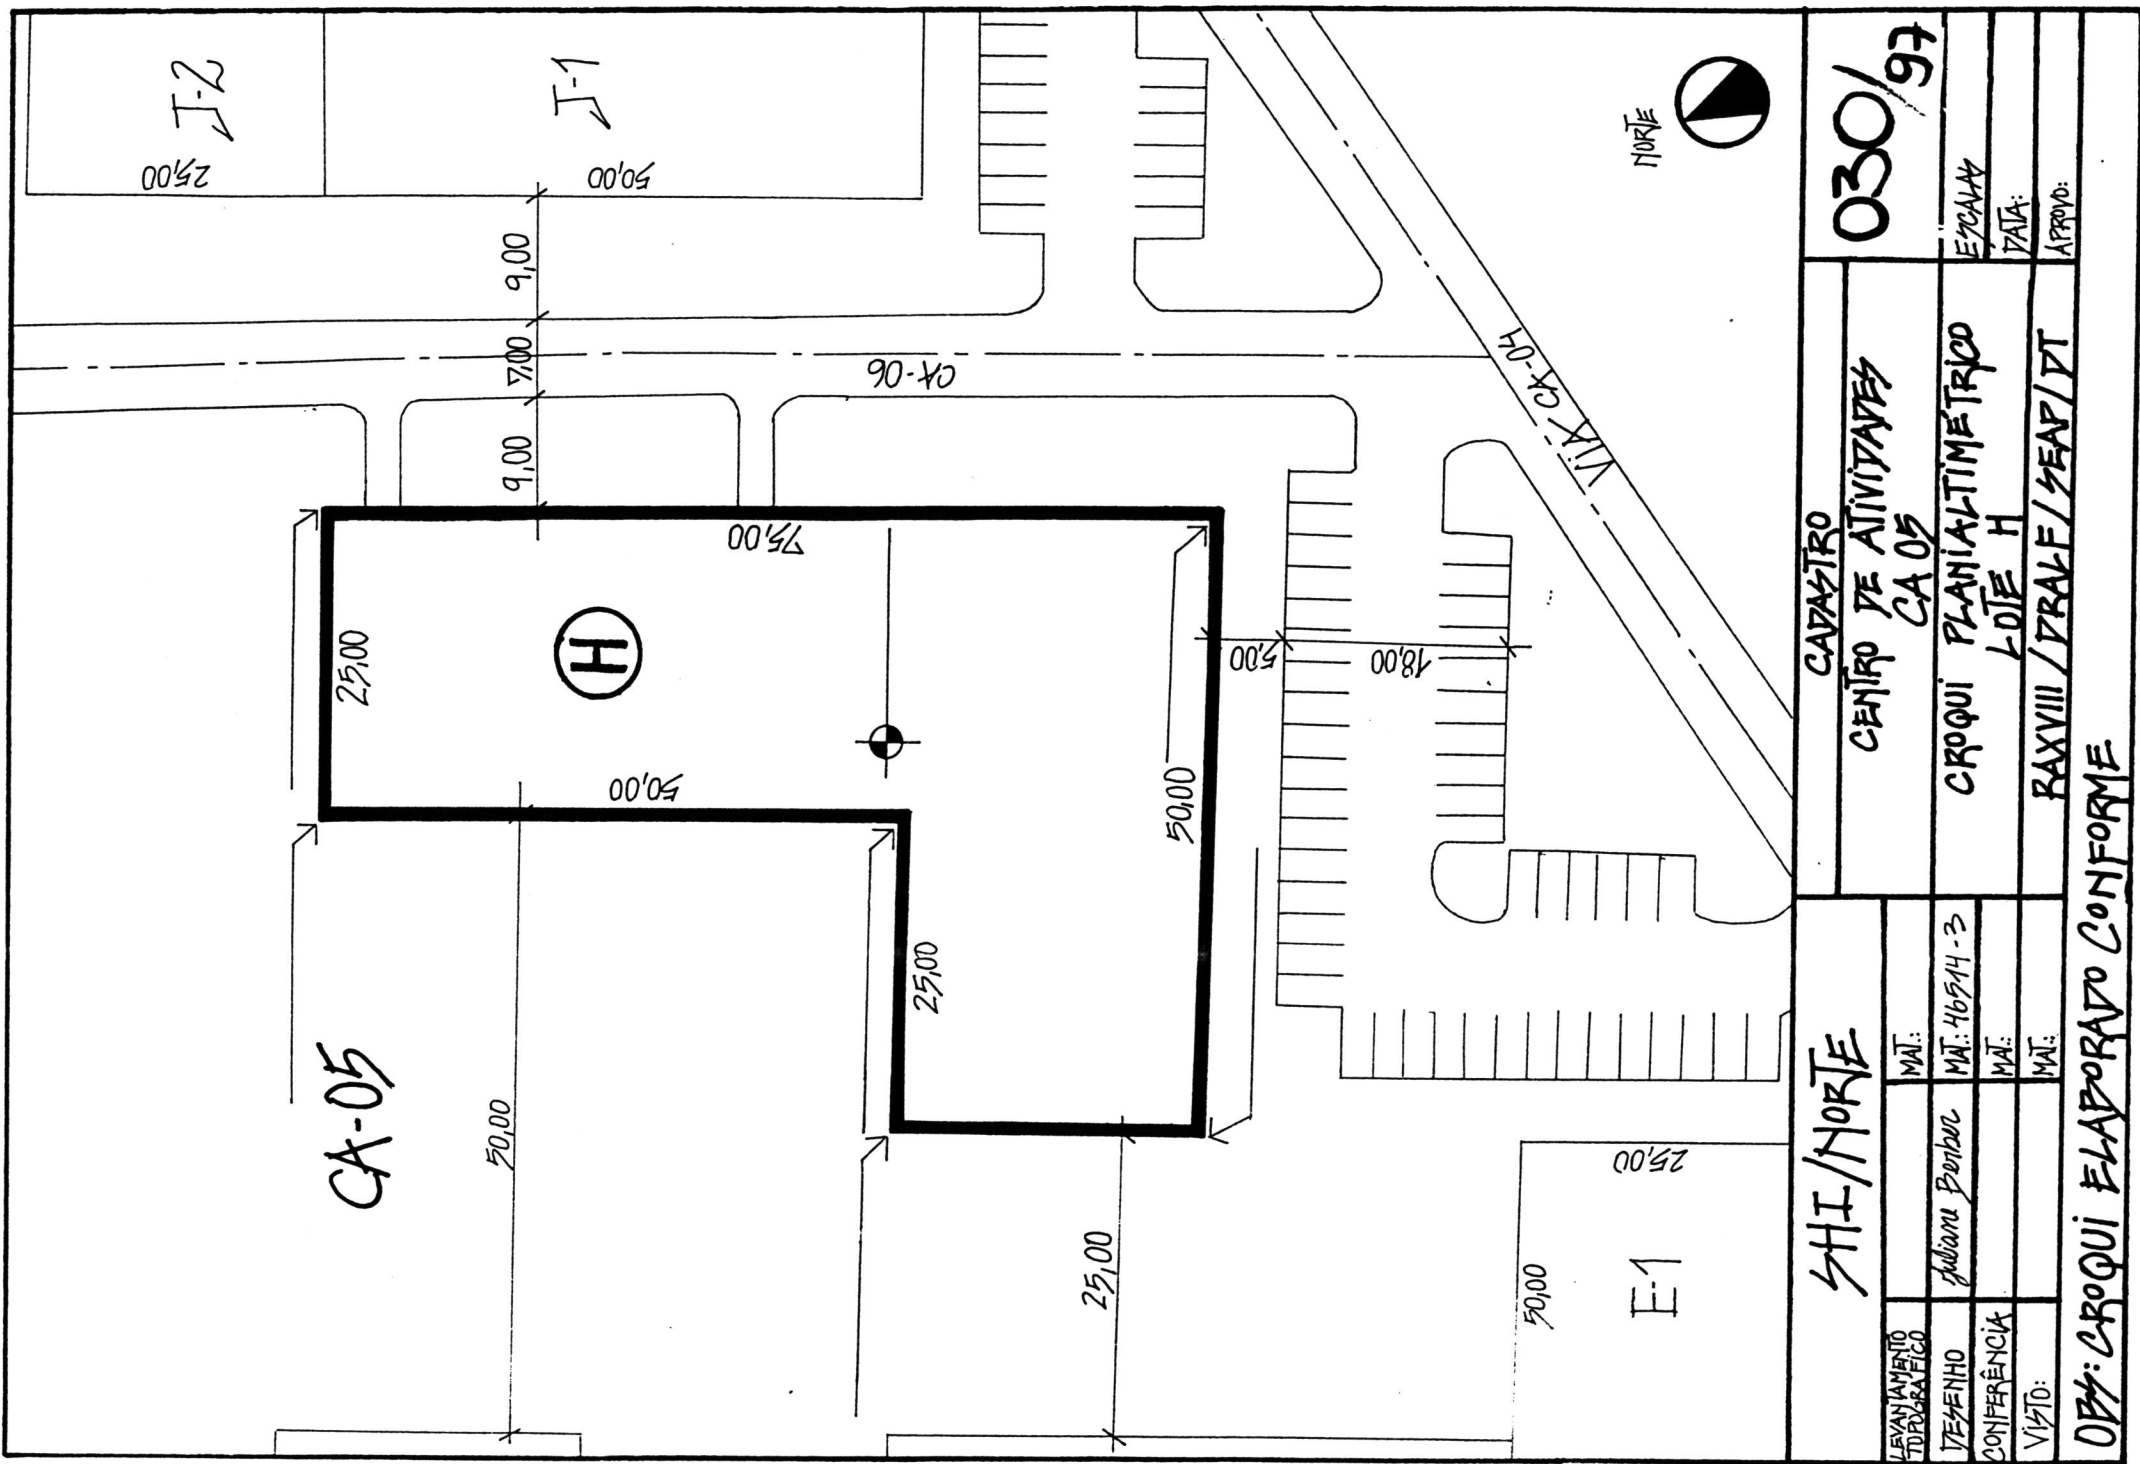 J-2
25,00
J-1
50,00
9,00
7,00
9,00
CA-06
VIA CA-04
NORTE
75,00
25,00
H
50,00
50,00
25,00
5,00
18,00
CA-05
50,00
25,00
25,00
50,00
E-1
SHI/NORTE
LEVANTAMENTO TOPOGRAFICO
MAT:
DESENHO
Juliane Berber
MAT: 46514-3
CONFERÊNCIA
MAT:
VISTO:
MAT:
CADASTRO
CENTRO DE ATIVIDADES
CA 05
CROQUI PLANIALTIMÉTRICO
LOTE H
RAXVIII/DRALF/SEAP/DT
030/97
ESCALAS
DATA:
APROVO:
OBS: CROQUI ELABORADO CONFORME